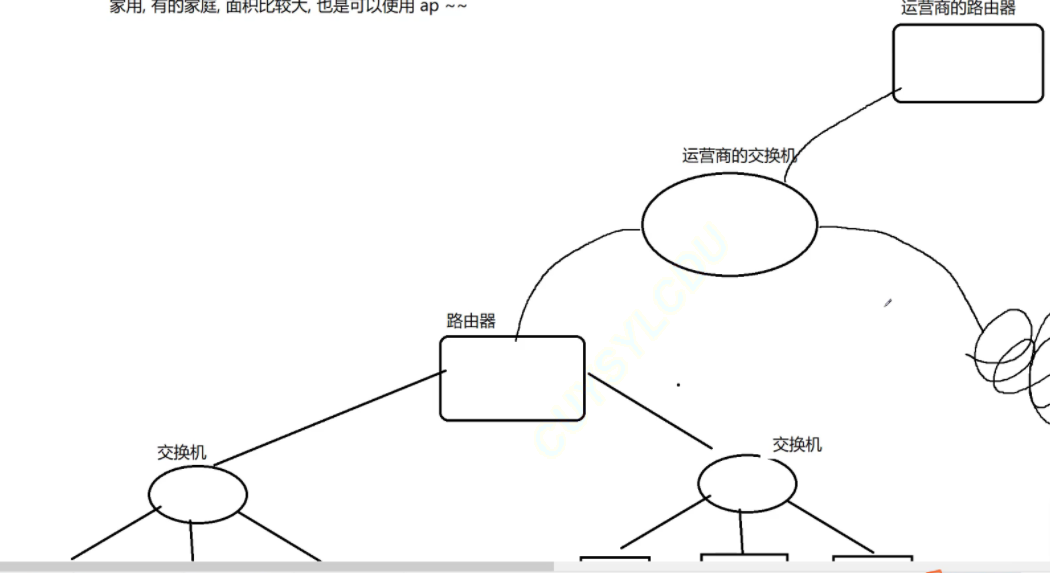 家用, 有的家庭, 面积比较大, 也是可以使用 ap ~~
运营商的路由器
运营商的交换机
路由器
交换机
交换机